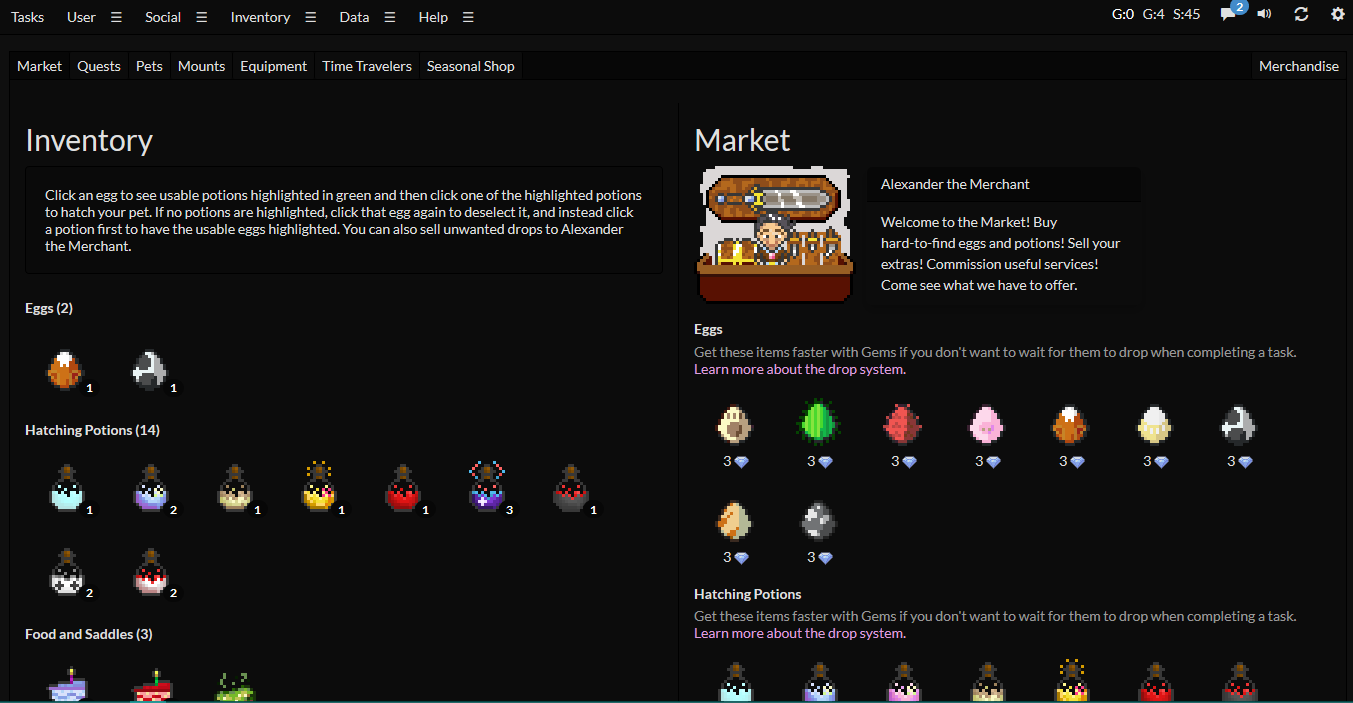 Tasks User Social Inventory Data Help G:0 G:4 S:45 2
Market Quests Pets Mounts Equipment Time Travelers Seasonal Shop Merchandise
Inventory
Click an egg to see usable potions highlighted in green and then click one of the highlighted potions
to hatch your pet. If no potions are highlighted, click that egg again to deselect it, and instead click
a potion first to have the usable eggs highlighted. You can also sell unwanted drops to Alexander
the Merchant.
Eggs (2)
1 1
Hatching Potions (14)
1 2 1 1 1 3 1
2 2
Food and Saddles (3)
Market
Alexander the Merchant
Welcome to the Market! Buy
hard-to-find eggs and potions! Sell your
extras! Commission useful services!
Come see what we have to offer.
Eggs
Get these items faster with Gems if you don't want to wait for them to drop when completing a task.
Learn more about the drop system.
3 3 3 3 3 3 3
3 3
Hatching Potions
Get these items faster with Gems if you don't want to wait for them to drop when completing a task.
Learn more about the drop system.